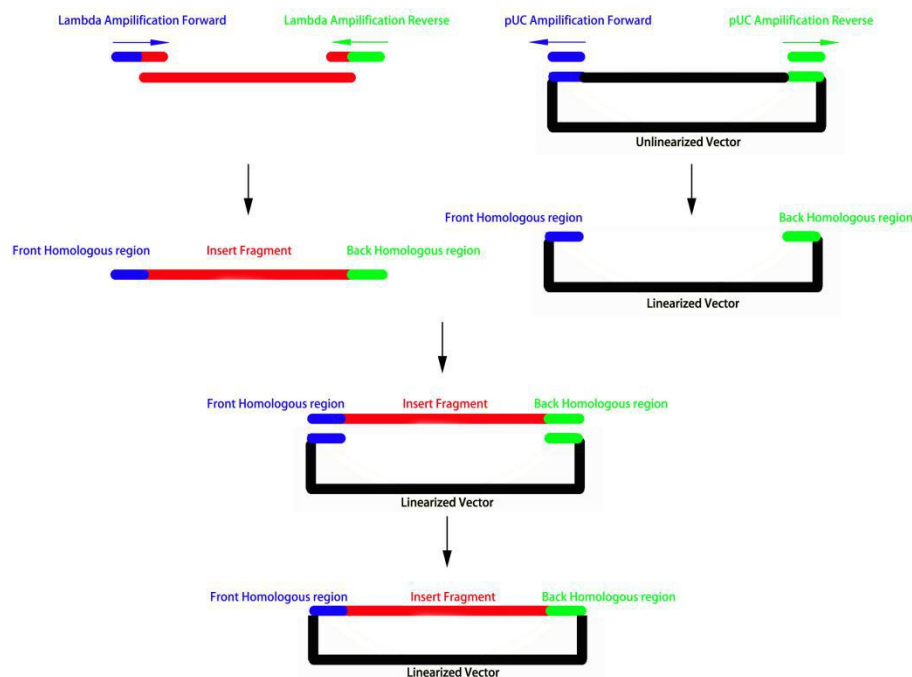 Lambda Ampilification Forward
Lambda Ampilification Reverse
pUC Ampilification Forward
pUC Ampilification Reverse
Unlinearized Vector
Front Homologous region
Insert Fragment
Back Homologous region
Front Homologous region
Back Homologous region
Linearized Vector
Front Homologous region
Insert Fragment
Back Homologous region
Linearized Vector
Front Homologous region
Insert Fragment
Back Homologous region
Linearized Vector